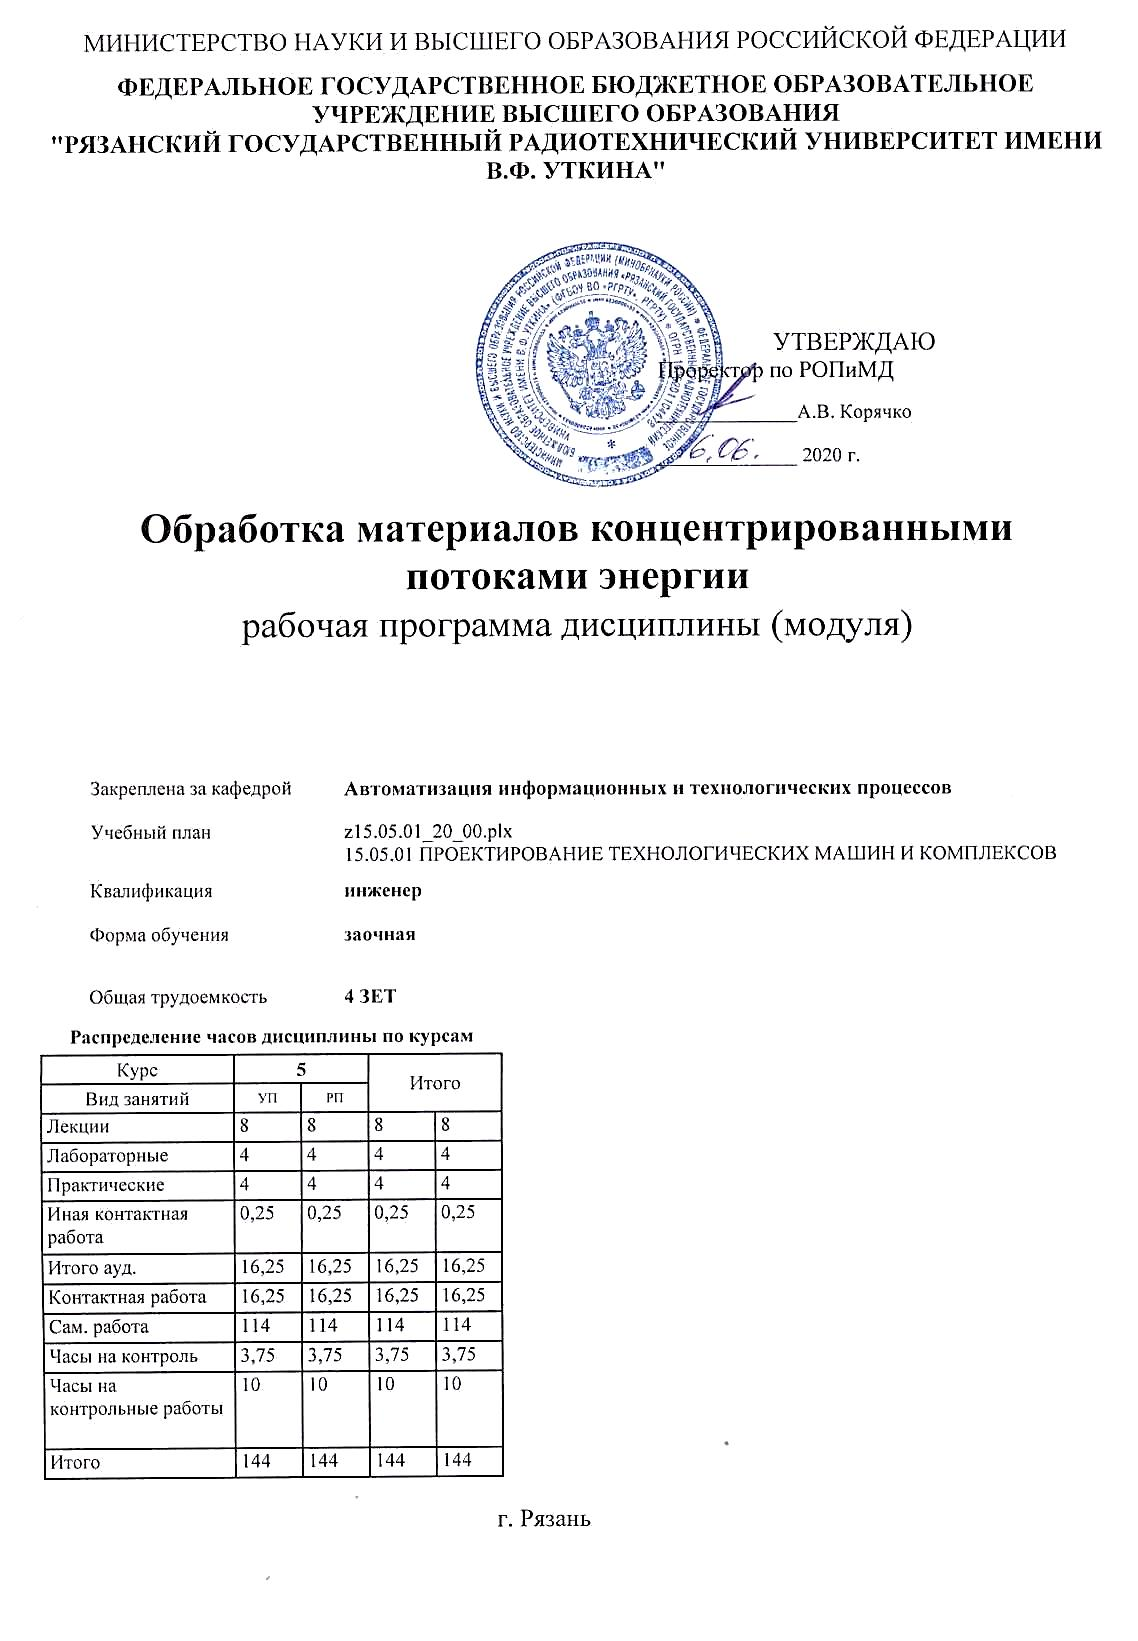 МИНИСТЕРСТВО НАУКИ И ВЫСШЕГО ОБРАЗОВАНИЯ РОССИЙСКОЙ ФЕДЕРАЦИИ
ФЕДЕРАЛЬНОЕ ГОСУДАРСТВЕННОЕ БЮДЖЕТНОЕ ОБРАЗОВАТЕЛЬНОЕ
УЧРЕЖДЕНИЕ ВЫСШЕГО ОБРАЗОВАНИЯ
"РЯЗАНСКИЙ ГОСУДАРСТВЕННЫЙ РАДИОТЕХНИЧЕСКИЙ УНИВЕРСИТЕТ ИМЕНИ
В.Ф. УТКИНА"
УТВЕРЖДАЮ
Проректор по РОПиМД
А.В. Корячко
6.06. 2020 г.
Обработка материалов концентрированными
потоками энергии
рабочая программа дисциплины (модуля)
Закреплена за кафедрой Автоматизация информационных и технологических процессов
Учебный план z15.05.01_20_00.plx
15.05.01 ПРОЕКТИРОВАНИЕ ТЕХНОЛОГИЧЕСКИХ МАШИН И КОМПЛЕКСОВ
Квалификация инженер
Форма обучения заочная
Общая трудоемкость 4 ЗЕТ
Распределение часов дисциплины по курсам
Курс 5 Итого
Вид занятий УП РП
Лекции 8 8 8 8
Лабораторные 4 4 4 4
Практические 4 4 4 4
Иная контактная 0,25 0,25 0,25 0,25
работа
Итого ауд. 16,25 16,25 16,25 16,25
Контактная работа 16,25 16,25 16,25 16,25
Сам. работа 114 114 114 114
Часы на контроль 3,75 3,75 3,75 3,75
Часы на 10 10 10 10
контрольные работы
Итого 144 144 144 144
г. Рязань